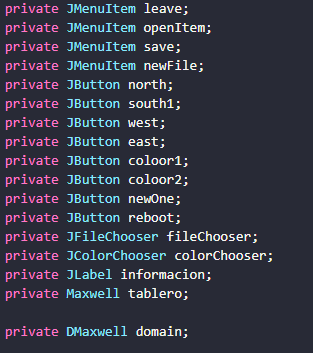 private JMenuItem leave;
private JMenuItem openItem;
private JMenuItem save;
private JMenuItem newFile;
private JButton north;
private JButton south1;
private JButton west;
private JButton east;
private JButton coloor1;
private JButton coloor2;
private JButton newOne;
private JButton reboot;
private JFileChooser fileChooser;
private JColorChooser colorChooser;
private JLabel informacion;
private Maxwell tablero;
private DMaxwell domain;